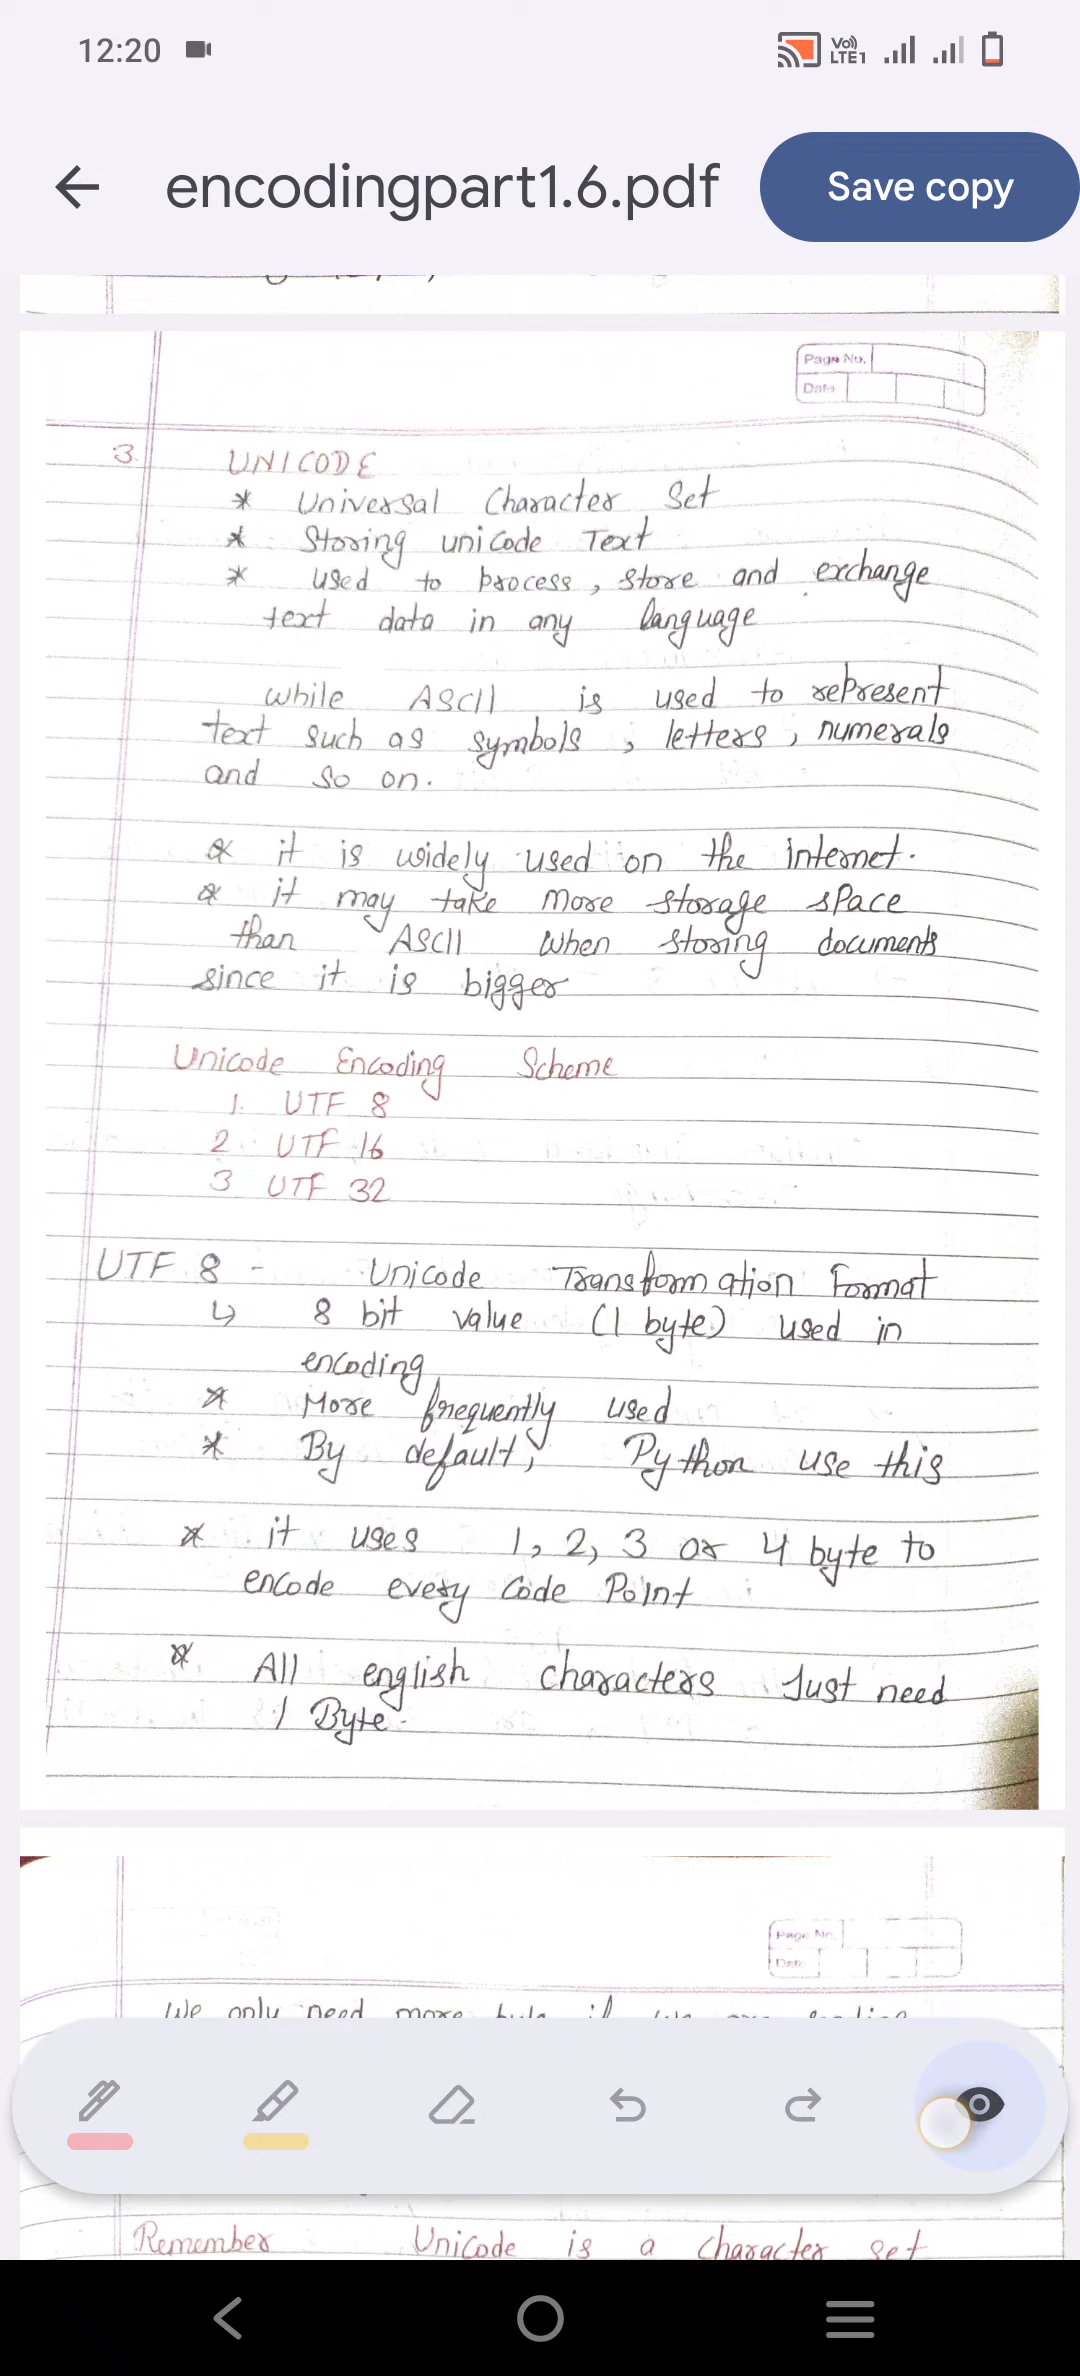 12:20
Vo)
LTE1
encodingpart1.6.pdf
Save copy
Page No.
Date
3.
UNICODE
* Universal Character Set
* Storing unicode Text
* used to process, store and exchange
text data in any language
while ASCII is used to represent
text such as symbols, letters, numerals
and so on.
* it is widely used on the internet.
* it may take more storage space
than ASCII when storing documents
since it is bigger
Unicode Encoding Scheme
1. UTF 8
2. UTF 16
3 UTF 32
UTF 8 - Unicode Transformation Format
↳ 8 bit value (1 byte) used in
encoding
* More frequently used
* By default, Python use this
* it uses 1, 2, 3 or 4 byte to
encode every code Point
* All english characters Just need
1 Byte.
Page No.
Date
We only need more
Remember Unicode is a character set